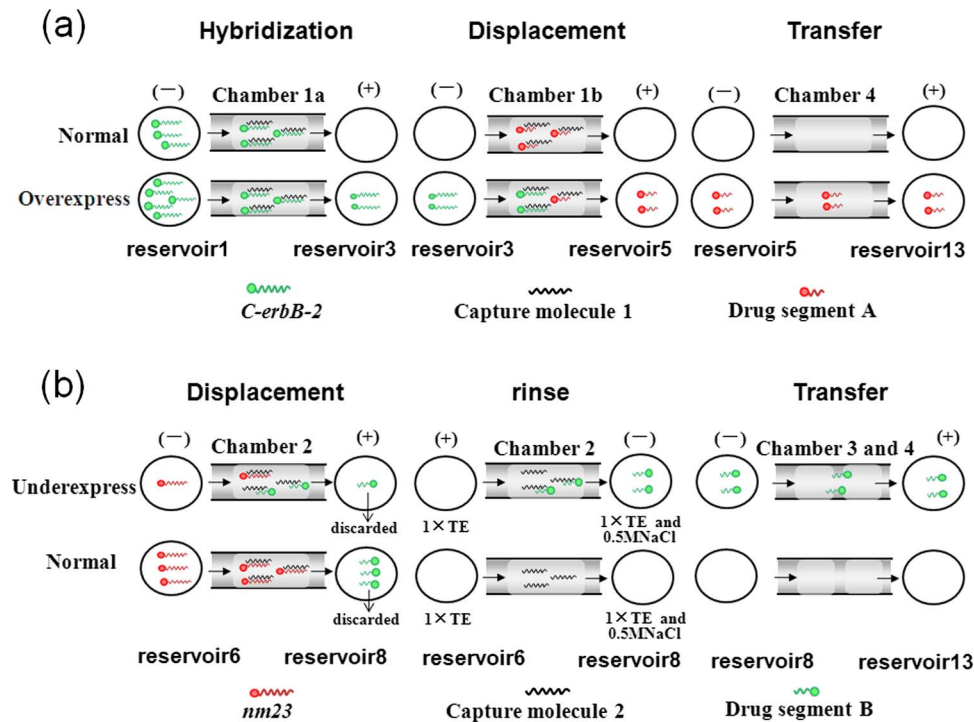 (a)
Hybridization Displacement Transfer
(—) Chamber 1a (+) (—) Chamber 1b (+) (—) Chamber 4 (+)
Normal
Overexpress
reservoir1 reservoir3 reservoir3 reservoir5 reservoir5 reservoir13
C-erbB-2 Capture molecule 1 Drug segment A
(b)
Displacement rinse Transfer
(—) Chamber 2 (+) (+) Chamber 2 (—) (—) Chamber 3 and 4 (+)
Underexpress
discarded 1×TE 1×TE and
0.5MNaCl
Normal
discarded 1×TE 1×TE and
0.5MNaCl
reservoir6 reservoir8 reservoir6 reservoir8 reservoir8 reservoir13
nm23 Capture molecule 2 Drug segment B